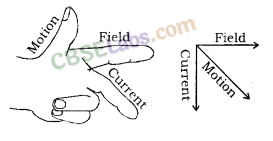 Motion
Field
Current
CBSELabs.com
Field
Current
Motion